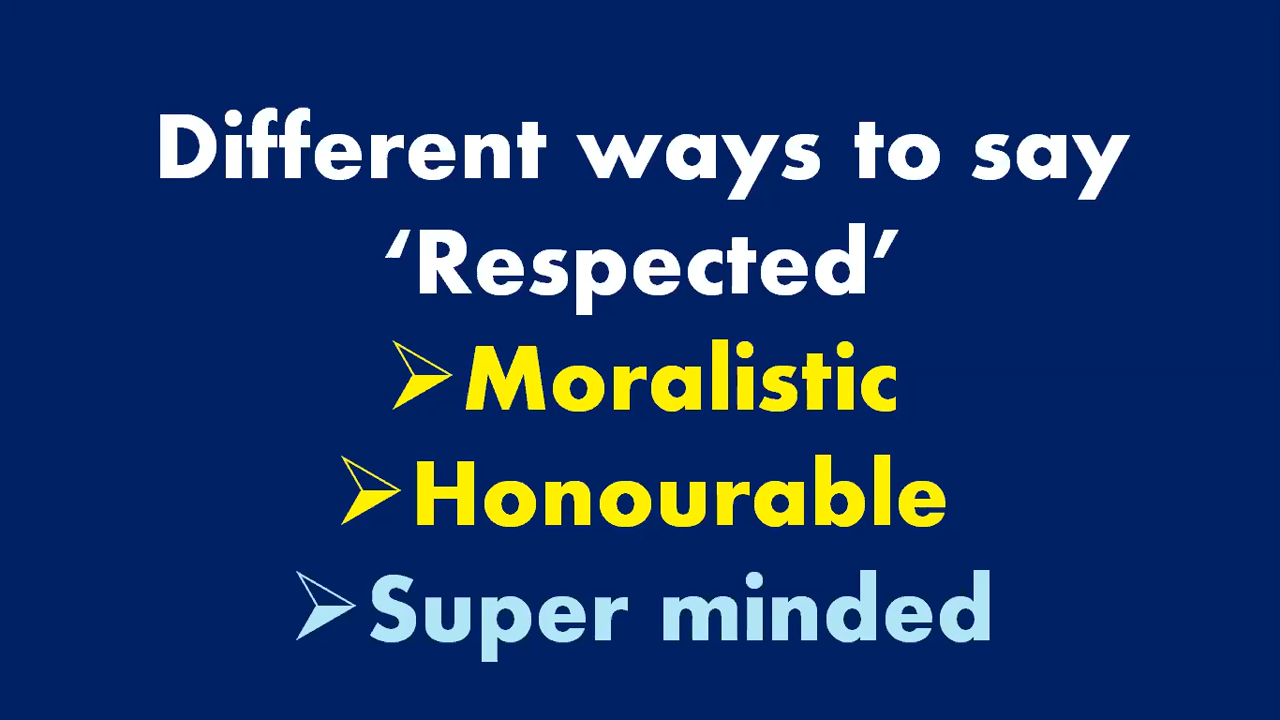 Different ways to say
‘Respected’
➢Moralistic
➢Honourable
➢Super minded